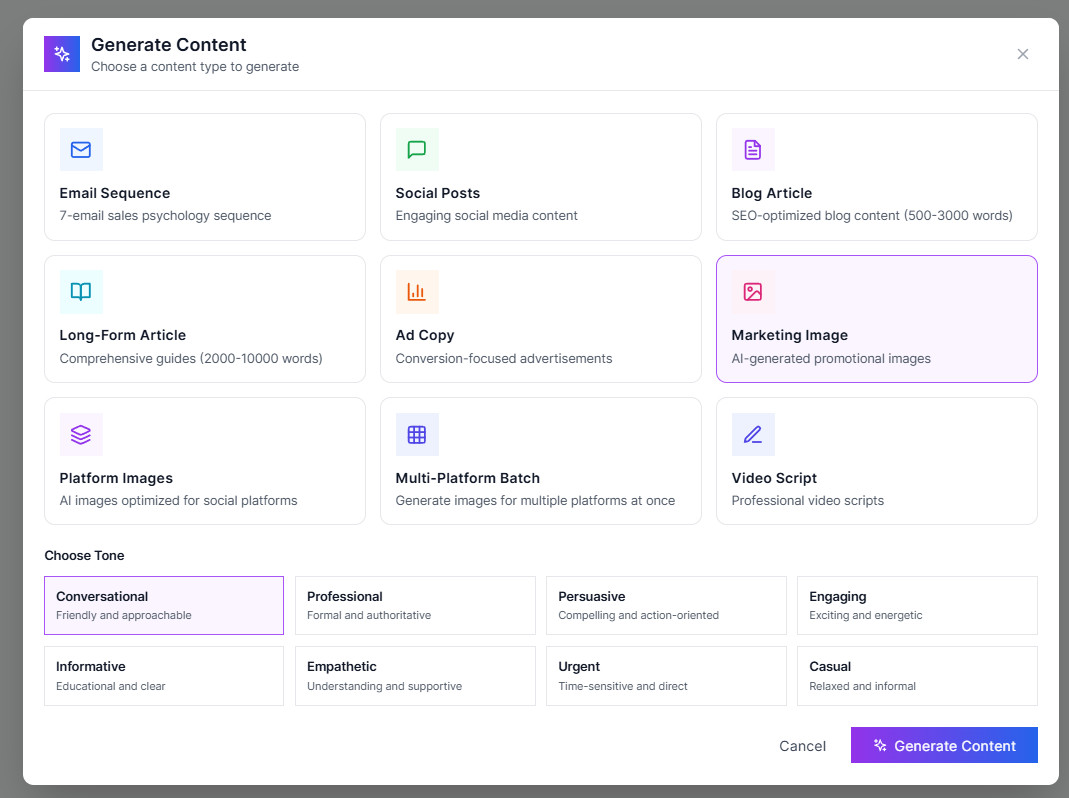 Generate Content
Choose a content type to generate
Email Sequence
7-email sales psychology sequence
Social Posts
Engaging social media content
Blog Article
SEO-optimized blog content (500-3000 words)
Long-Form Article
Comprehensive guides (2000-10000 words)
Ad Copy
Conversion-focused advertisements
Marketing Image
AI-generated promotional images
Platform Images
AI images optimized for social platforms
Multi-Platform Batch
Generate images for multiple platforms at once
Video Script
Professional video scripts
Choose Tone
Conversational
Friendly and approachable
Professional
Formal and authoritative
Persuasive
Compelling and action-oriented
Engaging
Exciting and energetic
Informative
Educational and clear
Empathetic
Understanding and supportive
Urgent
Time-sensitive and direct
Casual
Relaxed and informal
Cancel
Generate Content